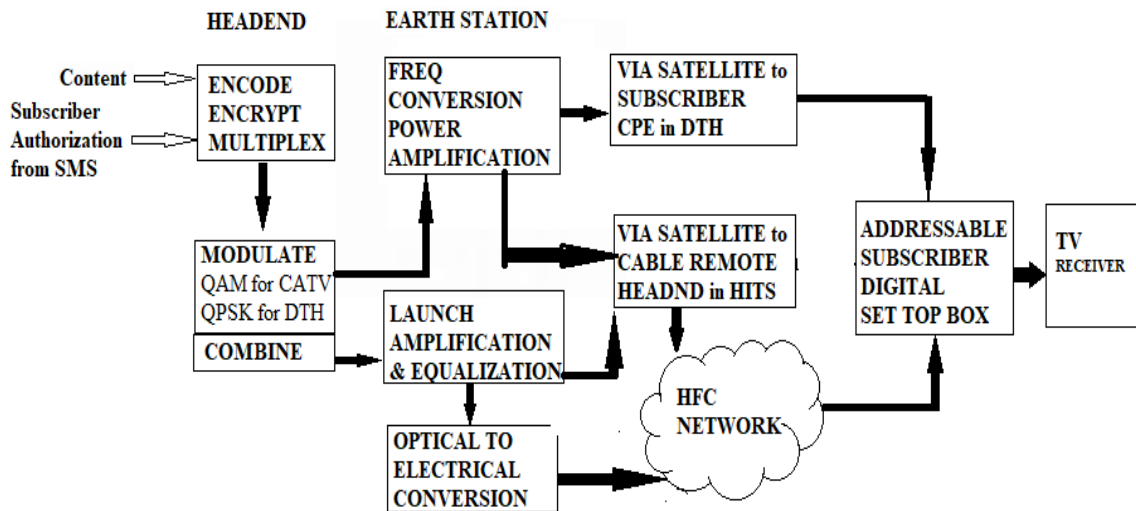 HEADEND
EARTH STATION
Content
Subscriber
Authorization
from SMS
ENCODE
ENCRYPT
MULTIPLEX
FREQ
CONVERSION
POWER
AMPLIFICATION
VIA SATELLITE to
SUBSCRIBER
CPE in DTH
MODULATE
QAM for CATV
QPSK for DTH
COMBINE
LAUNCH
AMPLIFICATION
& EQUALIZATION
VIA SATELLITE to
CABLE REMOTE
HEADND in HITS
ADDRESSABLE
SUBSCRIBER
DIGITAL
SET TOP BOX
TV
RECEIVER
HFC
NETWORK
OPTICAL TO
ELECTRICAL
CONVERSION